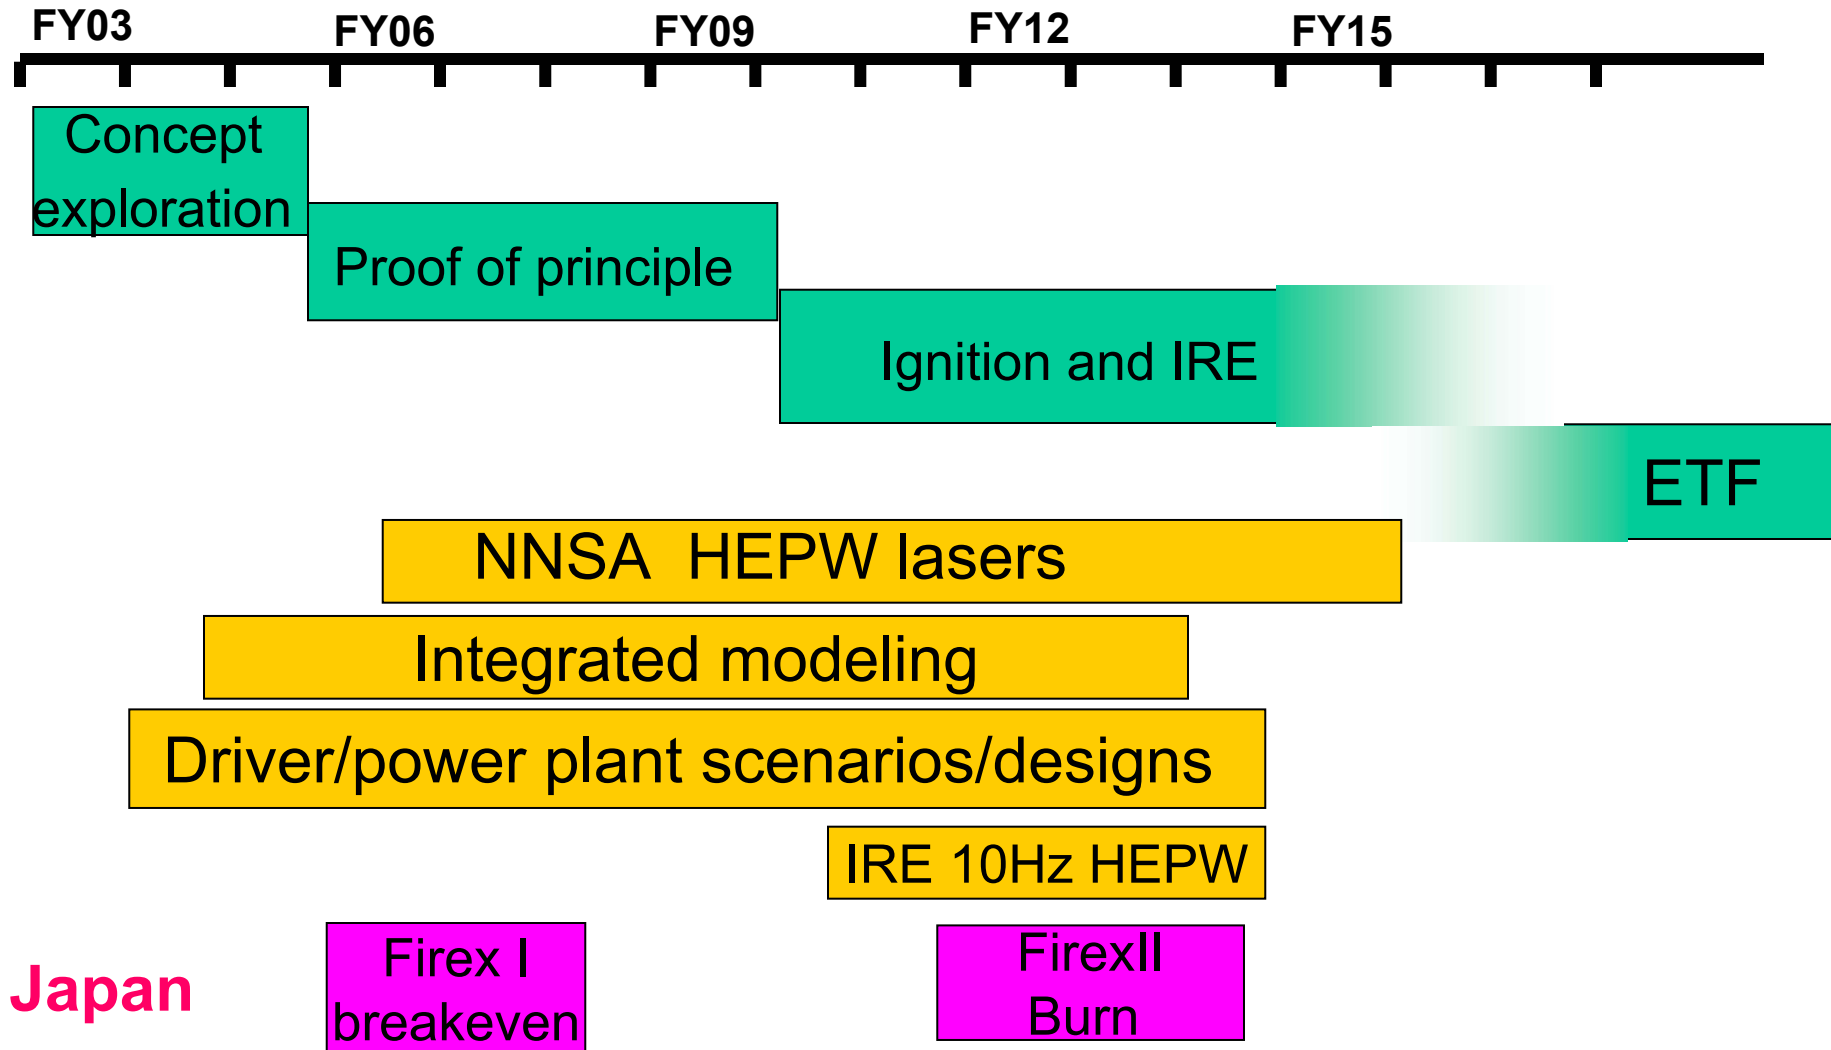 FY03 FY06 FY09 FY12 FY15
Concept
exploration
Proof of principle
Ignition and IRE
ETF
NNSA HEPW lasers
Integrated modeling
Driver/power plant scenarios/designs
IRE 10Hz HEPW
Japan
Firex I
breakeven
FirexII
Burn